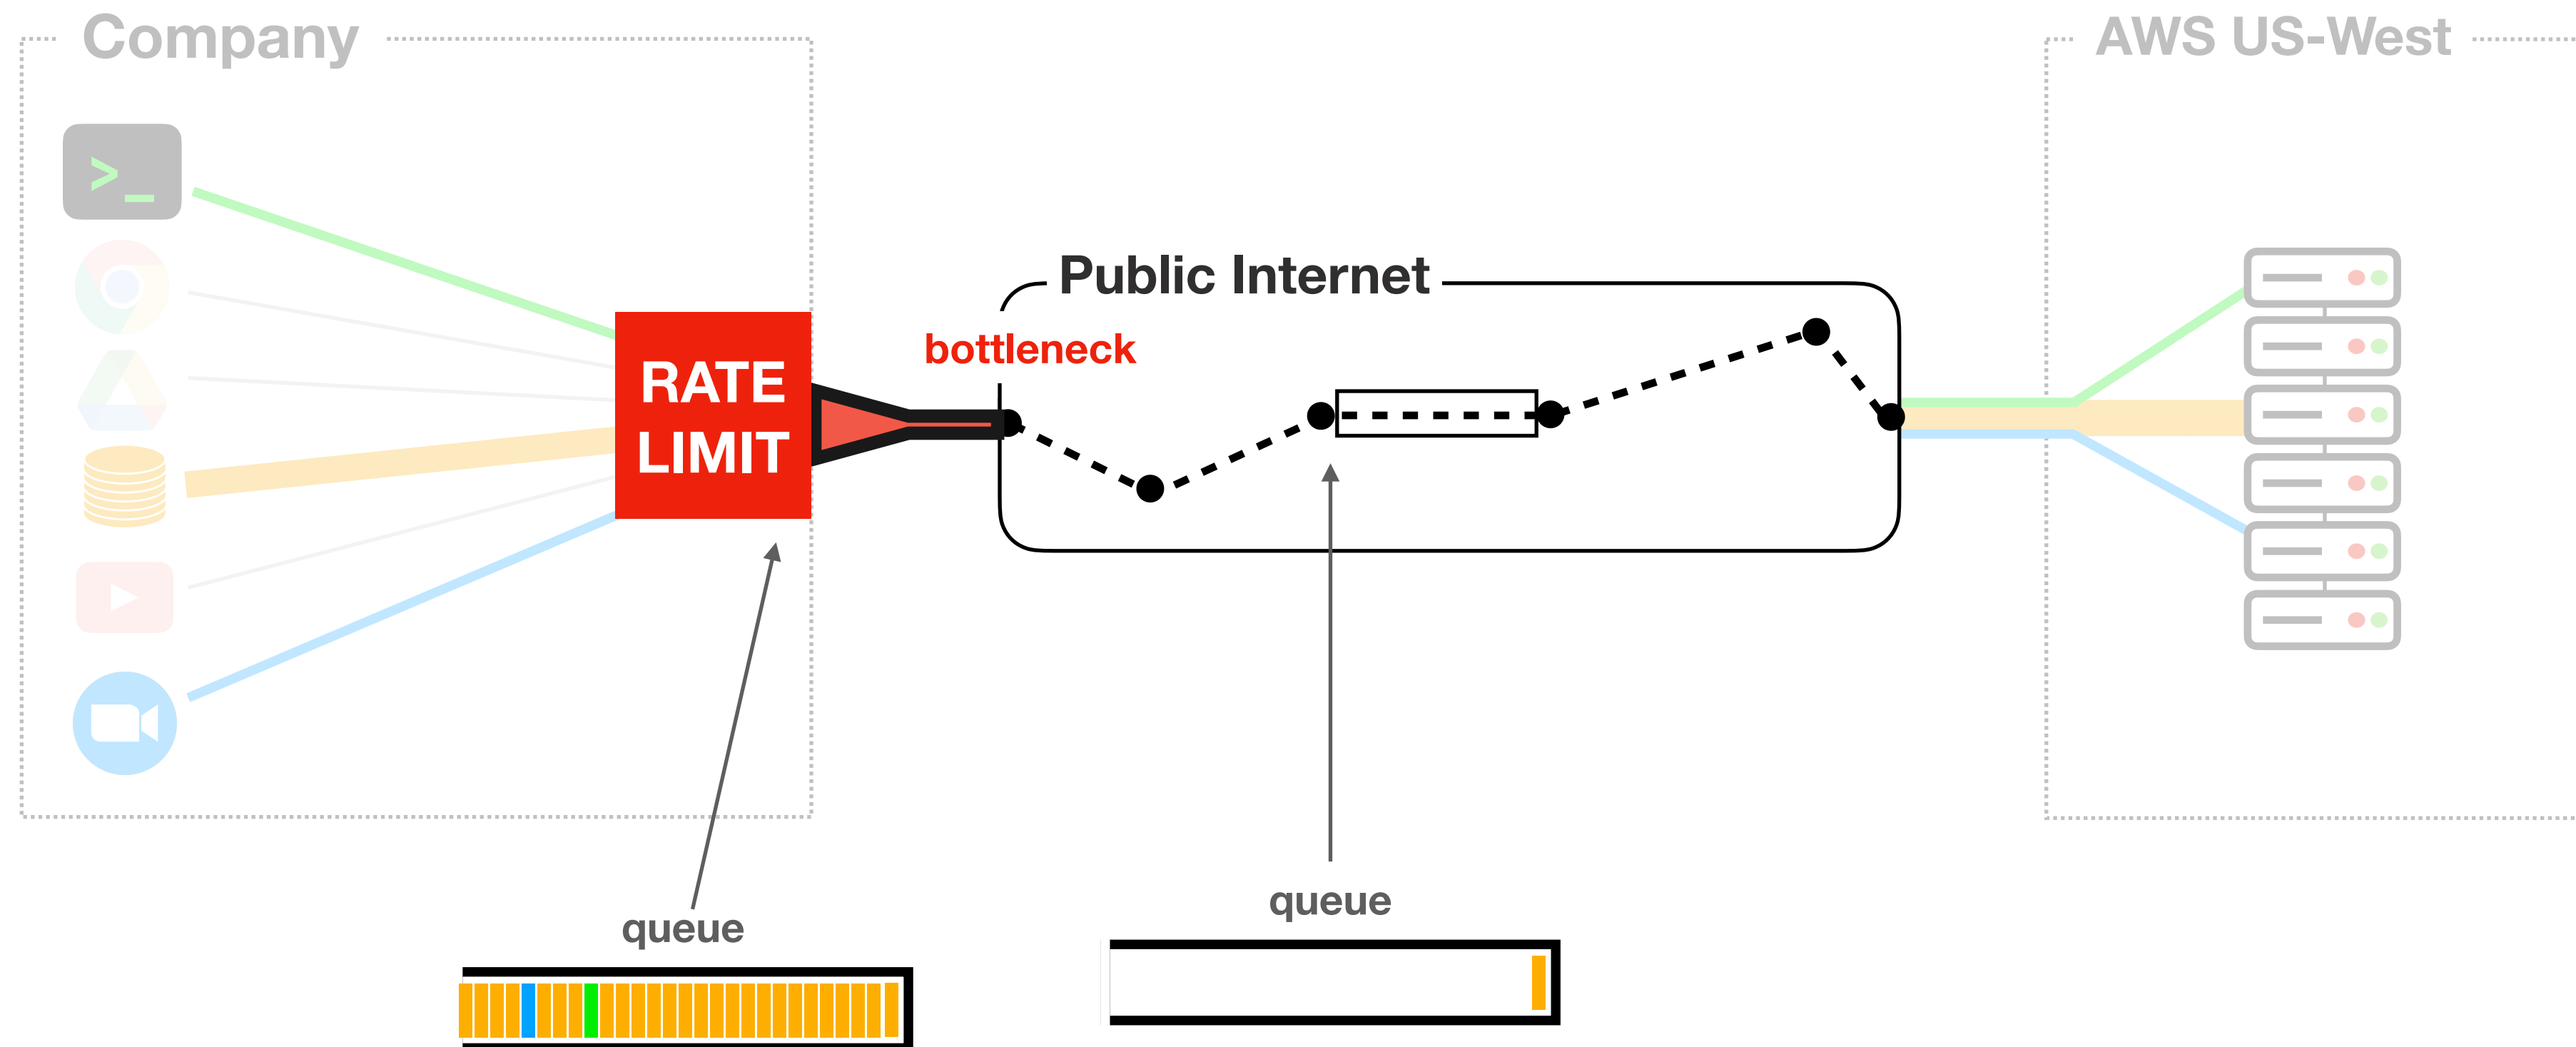 Company
AWS US-West
>_
Public Internet
bottleneck
RATE
LIMIT
queue
queue